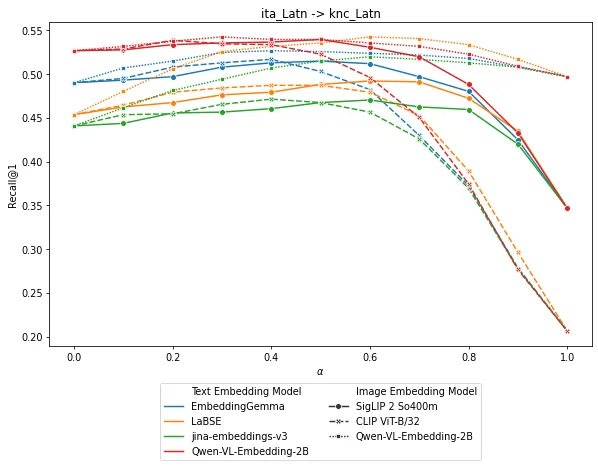 ita_Latn -> knc_Latn
0.55
0.50
0.45
0.40
0.35
0.30
0.25
0.20
Recall@1
0.0 0.2 0.4 0.6 0.8 1.0
α
Text Embedding Model
EmbeddingGemma
LaBSE
jina-embeddings-v3
Qwen-VL-Embedding-2B
Image Embedding Model
SigLIP 2 So400m
CLIP ViT-B/32
Qwen-VL-Embedding-2B